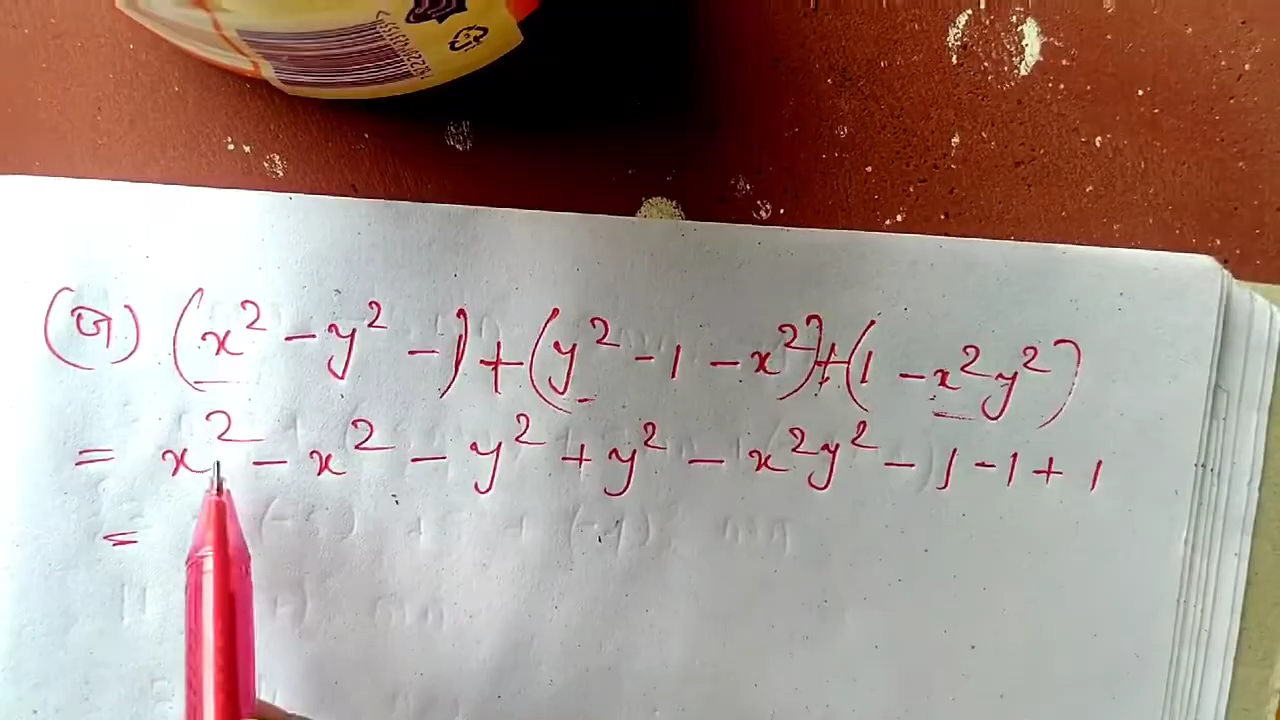 (ज) (x² - y² - 1) + (y² - 1 - x²) + (1 - x²y²)
= x² - x² - y² + y² - x²y² - 1 - 1 + 1
=